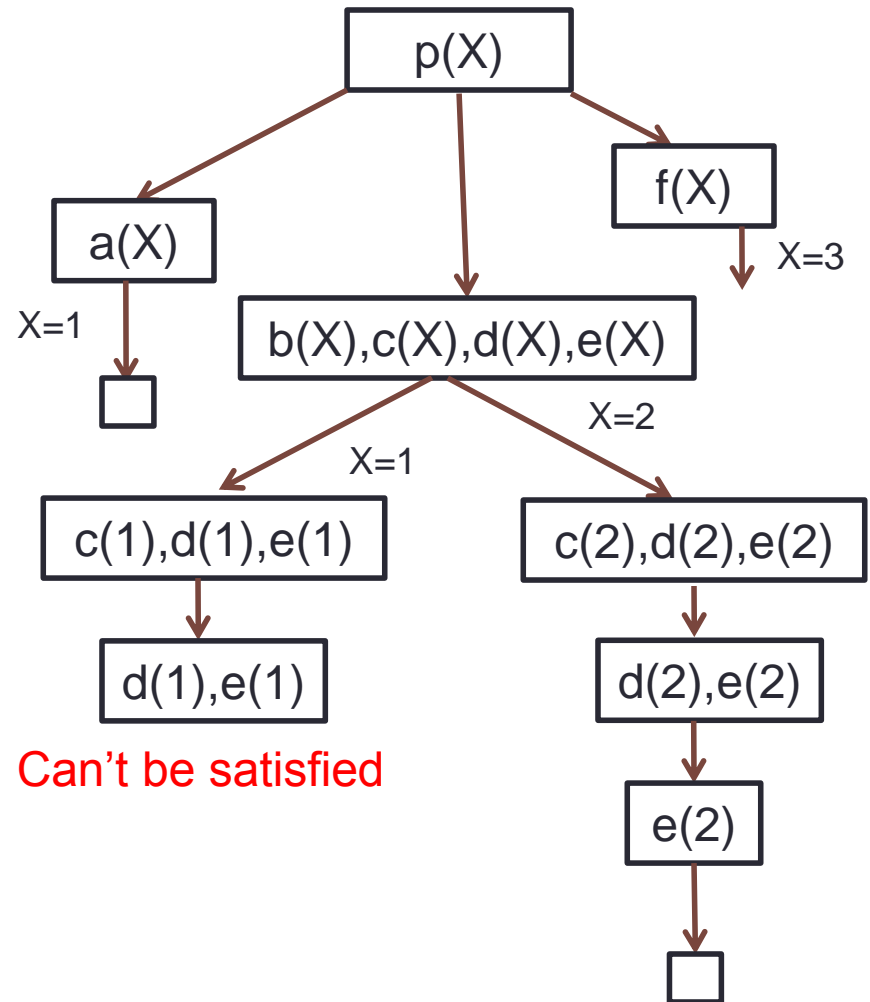 p(X)
f(X)
a(X)
X=3
X=1
b(X),c(X),d(X),e(X)
X=2
X=1
c(1),d(1),e(1)
c(2),d(2),e(2)
d(1),e(1)
d(2),e(2)
Can't be satisfied
e(2)